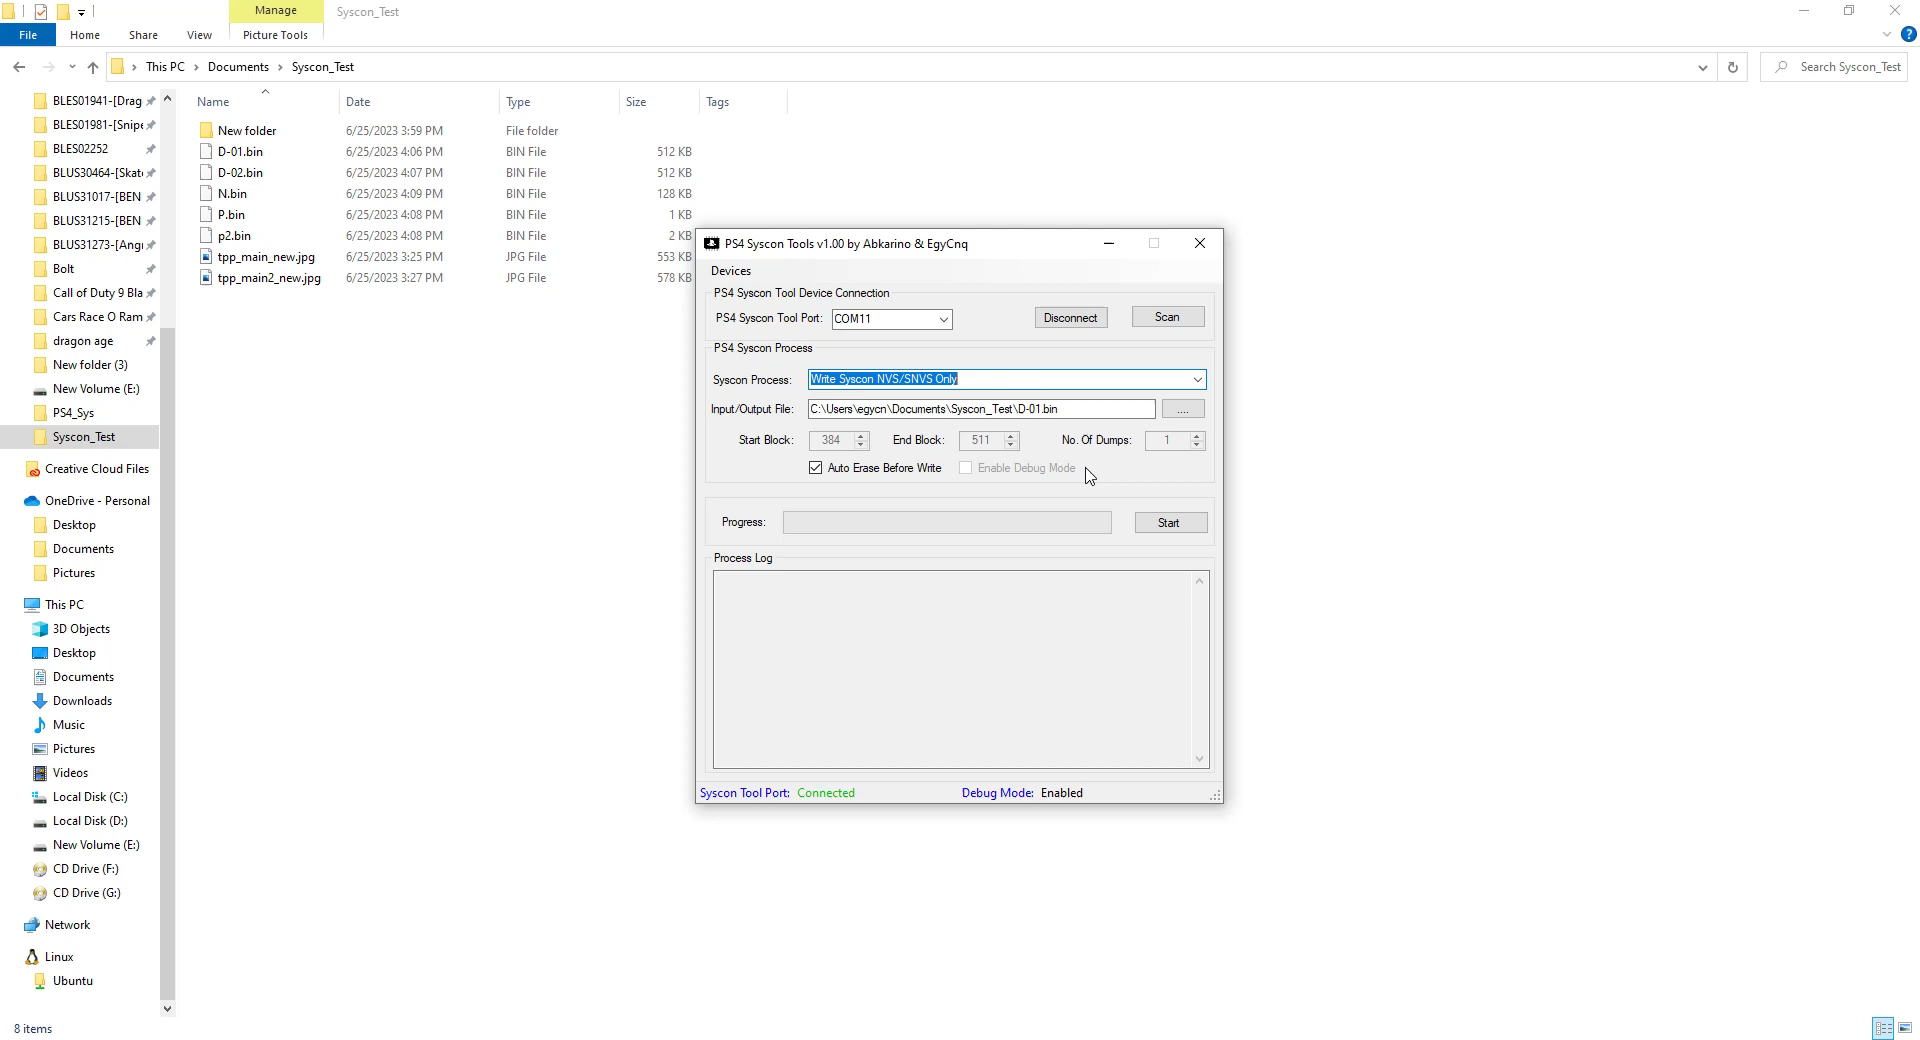 Manage
Syscon_Test
File
Home
Share
View
Picture Tools
This PC
Documents
Syscon_Test
Search Syscon_Test
Name
Date
Type
Size
Tags
BLES01941-[Drag
BLES01981-[Snipe
BLES02252
BLUS30464-[Skat
BLUS31017-[BEN
BLUS31215-[BEN
BLUS31273-[Angr
Bolt
Call of Duty 9 Bla
Cars Race O Ram
dragon age
New folder (3)
New Volume (E:)
PS4_Sys
Syscon_Test
Creative Cloud Files
OneDrive - Personal
Desktop
Documents
Pictures
This PC
3D Objects
Desktop
Documents
Downloads
Music
Pictures
Videos
Local Disk (C:)
Local Disk (D:)
New Volume (E:)
CD Drive (F:)
CD Drive (G:)
Network
Linux
Ubuntu
8 items
New folder 6/25/2023 3:59 PM File folder
D-01.bin 6/25/2023 4:06 PM BIN File 512 KB
D-02.bin 6/25/2023 4:07 PM BIN File 512 KB
N.bin 6/25/2023 4:09 PM BIN File 128 KB
P.bin 6/25/2023 4:08 PM BIN File 1 KB
p2.bin 6/25/2023 4:08 PM BIN File 2 KB
tpp_main_new.jpg 6/25/2023 3:25 PM JPG File 553 KB
tpp_main2_new.jpg 6/25/2023 3:27 PM JPG File 578 KB
PS4 Syscon Tools v1.00 by Abkarino & EgyCnq
Devices
PS4 Syscon Tool Device Connection
PS4 Syscon Tool Port: COM11 Disconnect Scan
PS4 Syscon Process
Syscon Process: Write Syscon NVS/SNVS Only
Input/Output File: C:\Users\egycn\Documents\Syscon_Test\D-01.bin ....
Start Block: 384 End Block: 511 No. Of Dumps: 1
Auto Erase Before Write Enable Debug Mode
Progress: Start
Process Log
Syscon Tool Port: Connected Debug Mode: Enabled